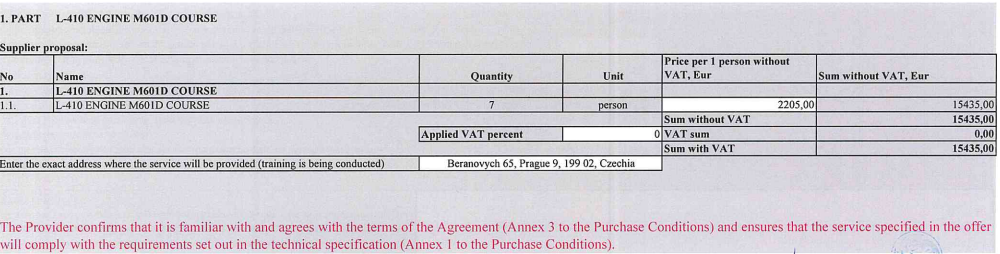 1. PART L-410 ENGINE M601D COURSE
Supplier proposal:
No Name Quantity Unit Price per 1 person without VAT, Eur Sum without VAT, Eur
1. L-410 ENGINE M601D COURSE
1.1. L-410 ENGINE M601D COURSE 7 person 2205,00 15435,00
Sum without VAT 15435,00
Applied VAT percent 0 VAT sum 0,00
Sum with VAT 15435,00
Enter the exact address where the service will be provided (training is being conducted) Beranovych 65, Prague 9, 199 02, Czechia
The Provider confirms that it is familiar with and agrees with the terms of the Agreement (Annex 3 to the Purchase Conditions) and ensures that the service specified in the offer
will comply with the requirements set out in the technical specification (Annex 1 to the Purchase Conditions).